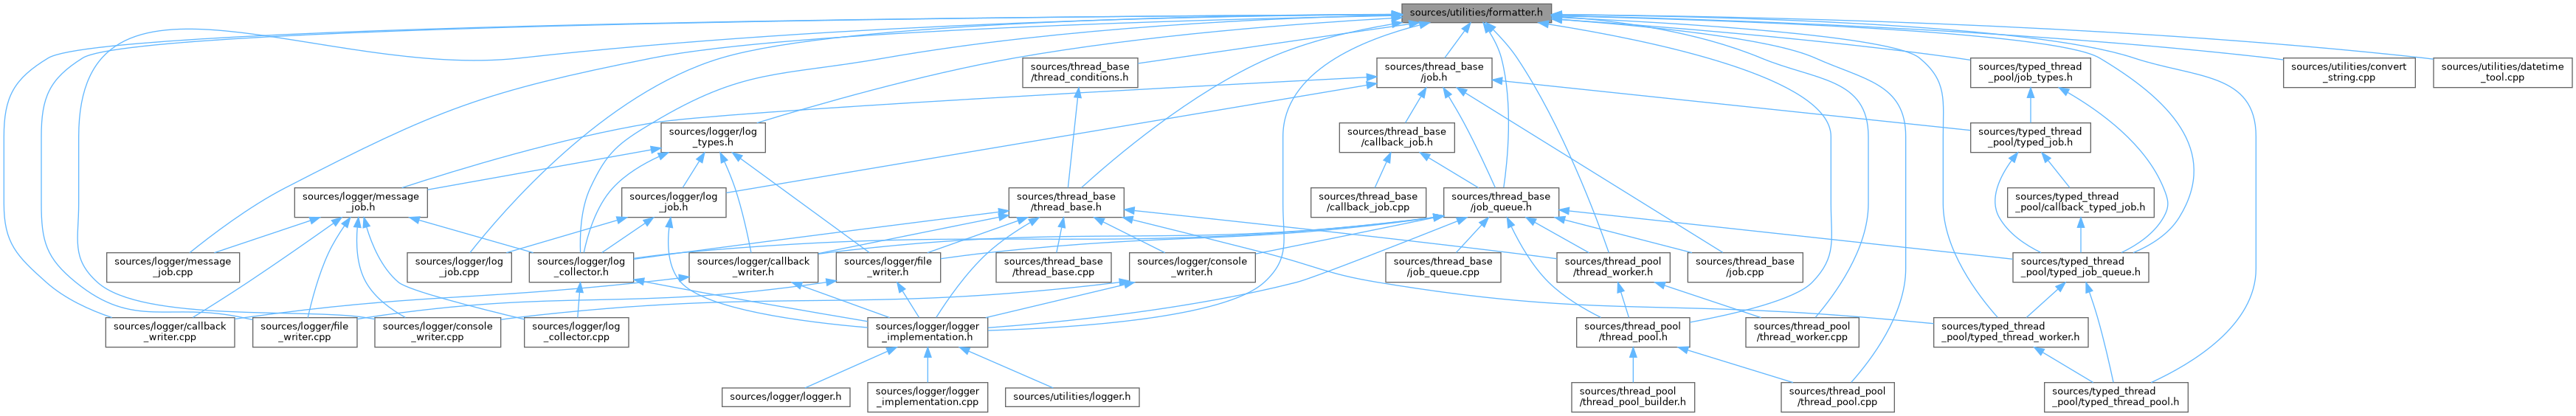 sources/utilities/formatter.h
sources/thread_base
/thread_conditions.h
sources/thread_base
/job.h
sources/typed_thread
_pool/job_types.h
sources/utilities/convert
_string.cpp
sources/utilities/datetime
_tool.cpp
sources/logger/log
_types.h
sources/thread_base
/callback_job.h
sources/typed_thread
_pool/typed_job.h
sources/logger/message
_job.h
sources/logger/log
_job.h
sources/thread_base
/thread_base.h
sources/thread_base
/callback_job.cpp
sources/thread_base
/job_queue.h
sources/typed_thread
_pool/callback_typed_job.h
sources/logger/message
_job.cpp
sources/logger/log
_job.cpp
sources/logger/log
_collector.h
sources/logger/callback
_writer.h
sources/logger/file
_writer.h
sources/thread_base
/thread_base.cpp
sources/logger/console
_writer.h
sources/thread_base
/job_queue.cpp
sources/thread_pool
/thread_worker.h
sources/thread_base
/job.cpp
sources/typed_thread
_pool/typed_job_queue.h
sources/logger/callback
_writer.cpp
sources/logger/file
_writer.cpp
sources/logger/console
_writer.cpp
sources/logger/log
_collector.cpp
sources/logger/logger
_implementation.h
sources/thread_pool
/thread_pool.h
sources/thread_pool
/thread_worker.cpp
sources/typed_thread
_pool/typed_thread_worker.h
sources/logger/logger.h
sources/logger/logger
_implementation.cpp
sources/utilities/logger.h
sources/thread_pool
/thread_pool_builder.h
sources/thread_pool
/thread_pool.cpp
sources/typed_thread
_pool/typed_thread_pool.h